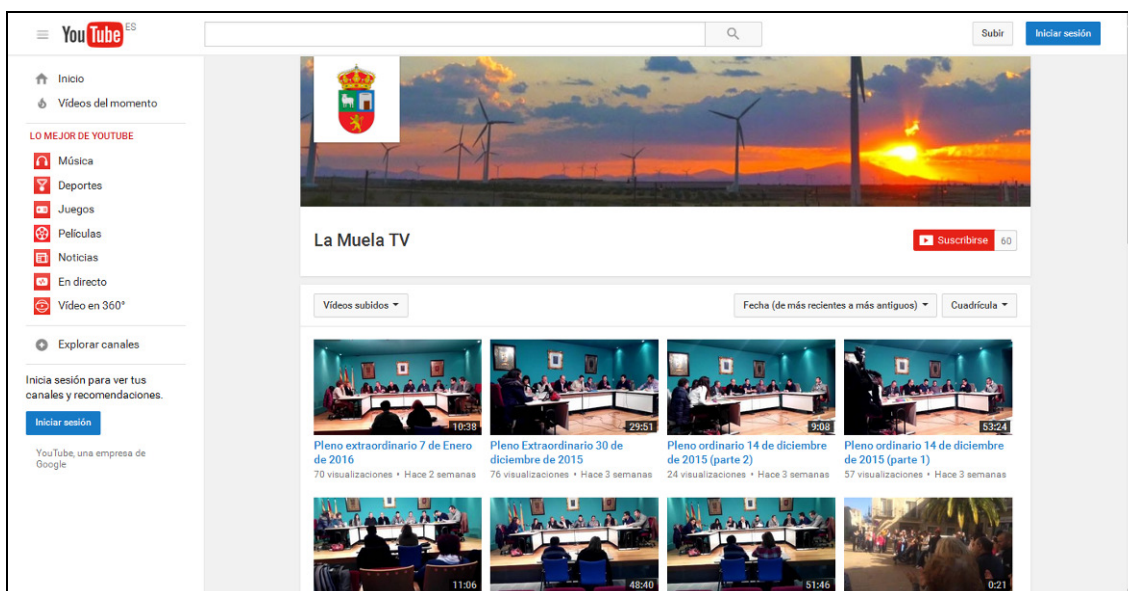 YouTube ES
Subir
Iniciar sesión
Inicio
Vídeos del momento
LO MEJOR DE YOUTUBE
Música
Deportes
Juegos
Películas
Noticias
En directo
Vídeo en 360°
Explorar canales
Inicia sesión para ver tus
canales y recomendaciones.
Iniciar sesión
YouTube, una empresa de
Google
La Muela TV
Suscribirse 60
Vídeos subidos
Fecha (de más recientes a más antiguos)
Cuadrícula
10:38
29:51
9:08
53:24
Pleno extraordinario 7 de Enero
de 2016
70 visualizaciones • Hace 2 semanas
Pleno Extraordinario 30 de
diciembre de 2015
76 visualizaciones • Hace 3 semanas
Pleno ordinario 14 de diciembre
de 2015 (parte 2)
24 visualizaciones • Hace 3 semanas
Pleno ordinario 14 de diciembre
de 2015 (parte 1)
57 visualizaciones • Hace 3 semanas
11:06
48:40
51:46
0:21